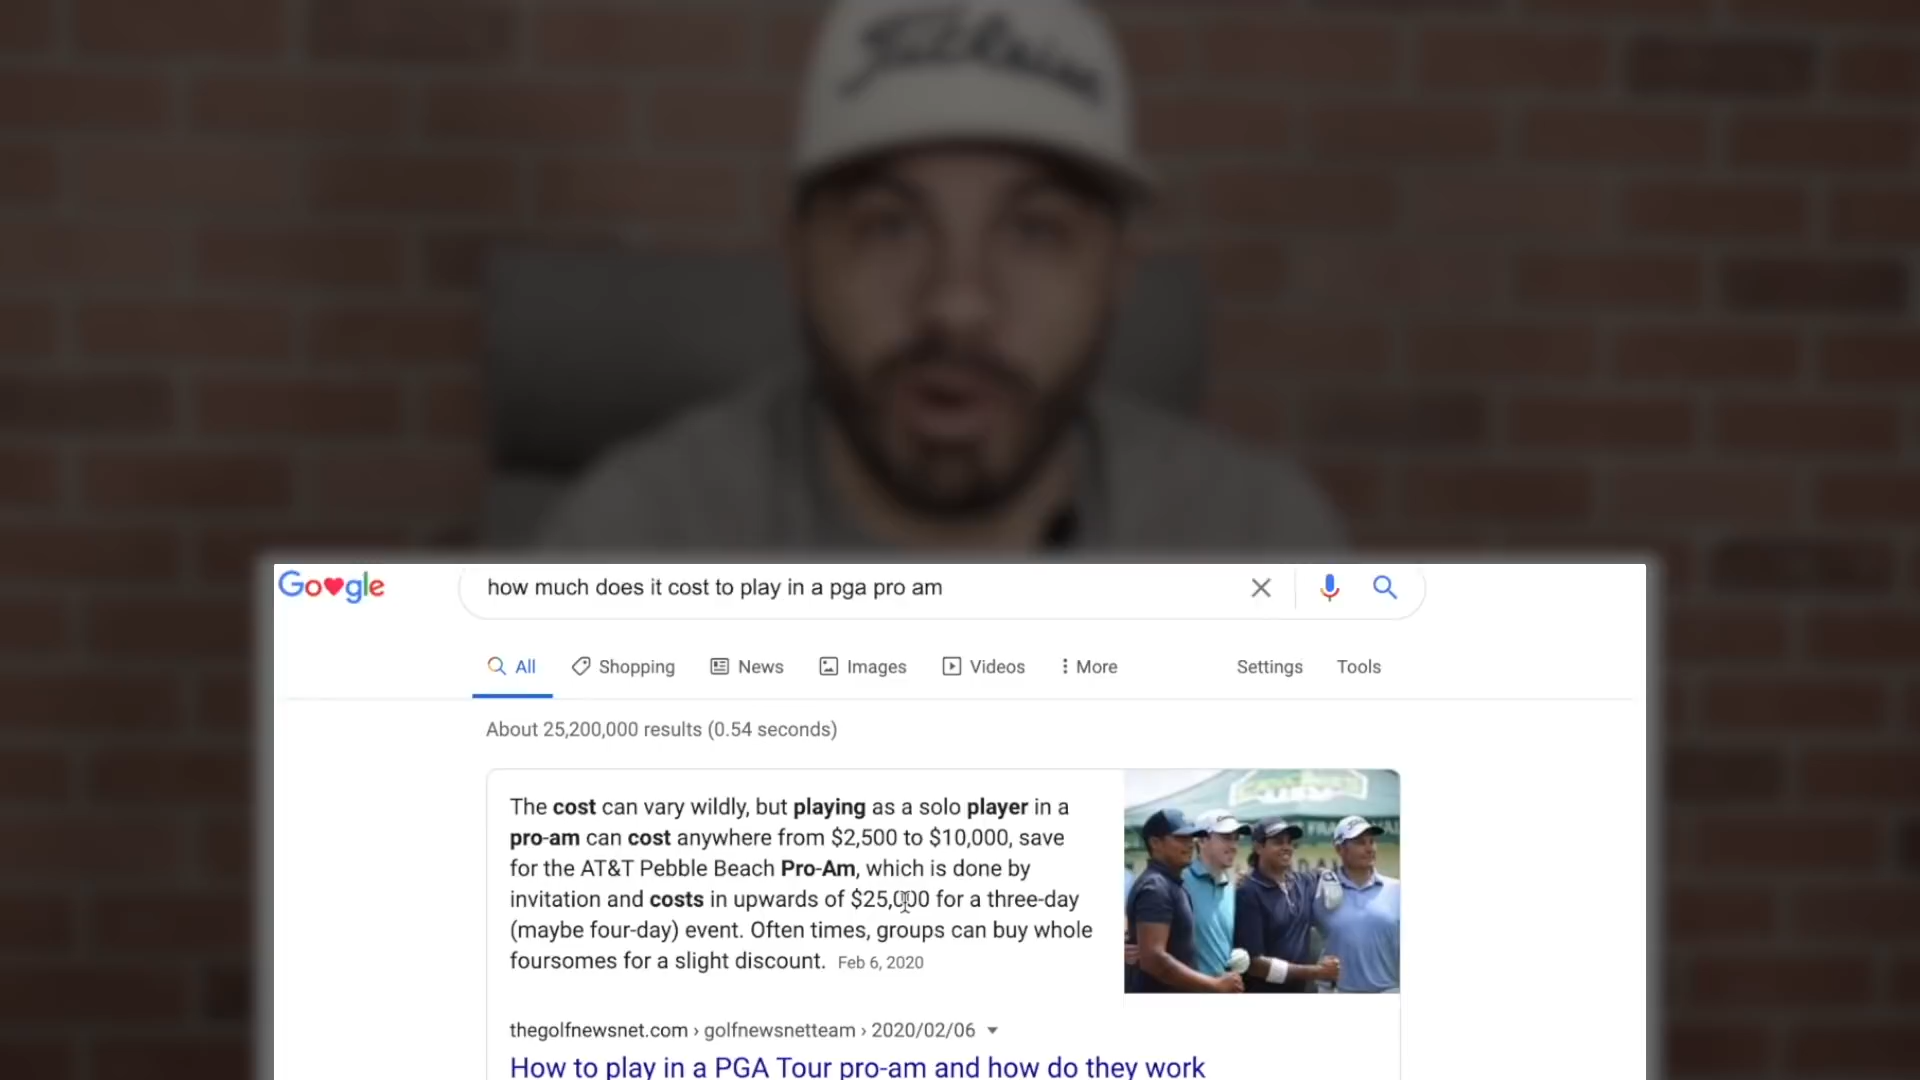 Titleist
Google
how much does it cost to play in a pga pro am
All
Shopping
News
Images
Videos
More
Settings
Tools
About 25,200,000 results (0.54 seconds)
The cost can vary wildly, but playing as a solo player in a
pro-am can cost anywhere from $2,500 to $10,000, save
for the AT&T Pebble Beach Pro-Am, which is done by
invitation and costs in upwards of $25,000 for a three-day
(maybe four-day) event. Often times, groups can buy whole
foursomes for a slight discount. Feb 6, 2020
thegolfnewsnet.com › golfnewsnetteam › 2020/02/06
How to play in a PGA Tour pro-am and how do they work